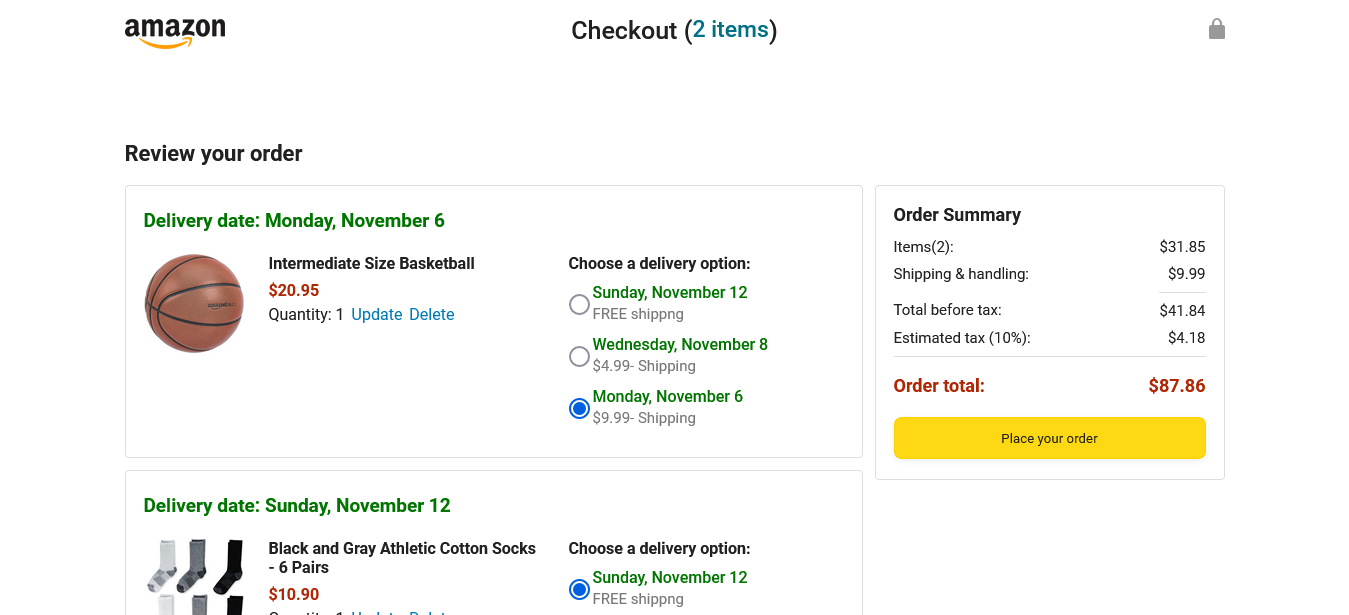 amazon
Checkout (2 items)
Review your order
Delivery date: Monday, November 6
Intermediate Size Basketball
$20.95
Quantity: 1 Update Delete
Choose a delivery option:
Sunday, November 12
FREE shippng
Wednesday, November 8
$4.99- Shipping
Monday, November 6
$9.99- Shipping
Order Summary
Items(2): $31.85
Shipping & handling: $9.99
Total before tax: $41.84
Estimated tax (10%): $4.18
Order total: $87.86
Place your order
Delivery date: Sunday, November 12
Black and Gray Athletic Cotton Socks
- 6 Pairs
$10.90
Quantity: 1 Update Delete
Choose a delivery option:
Sunday, November 12
FREE shippng